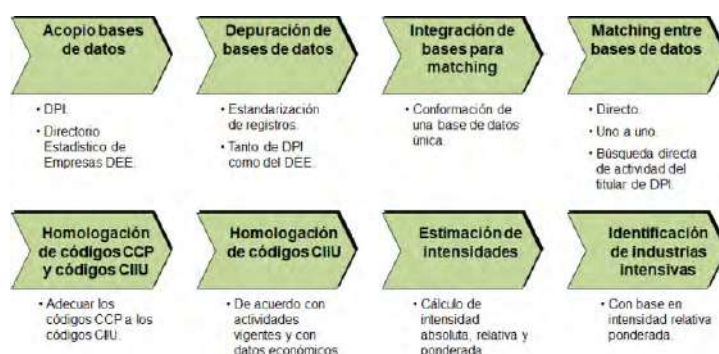 Acopio bases
de datos
• DPI.
• Directorio
Estadístico de
Empresas DEE.
Depuración de
bases de datos
• Estandarización
de registros.
• Tanto de DPI
como del DEE.
Integración de
bases para
matching
• Conformación de
una base de datos
única.
Matching entre
bases de datos
• Directo.
• Uno a uno.
• Búsqueda directa
de actividad del
titular de DPI.
Homologación
de códigos CCP
y códigos CIIU
• Adecuar los
códigos CCP a los
códigos CIIU.
Homologación
de códigos CIIU
• De acuerdo con
actividades
vigentes y con
datos económicos
Estimación de
intensidades
• Cálculo de
intensidad
absoluta, relativa y
ponderada
Identificación
de industrias
intensivas
• Con base en
intensidad relativa
ponderada.